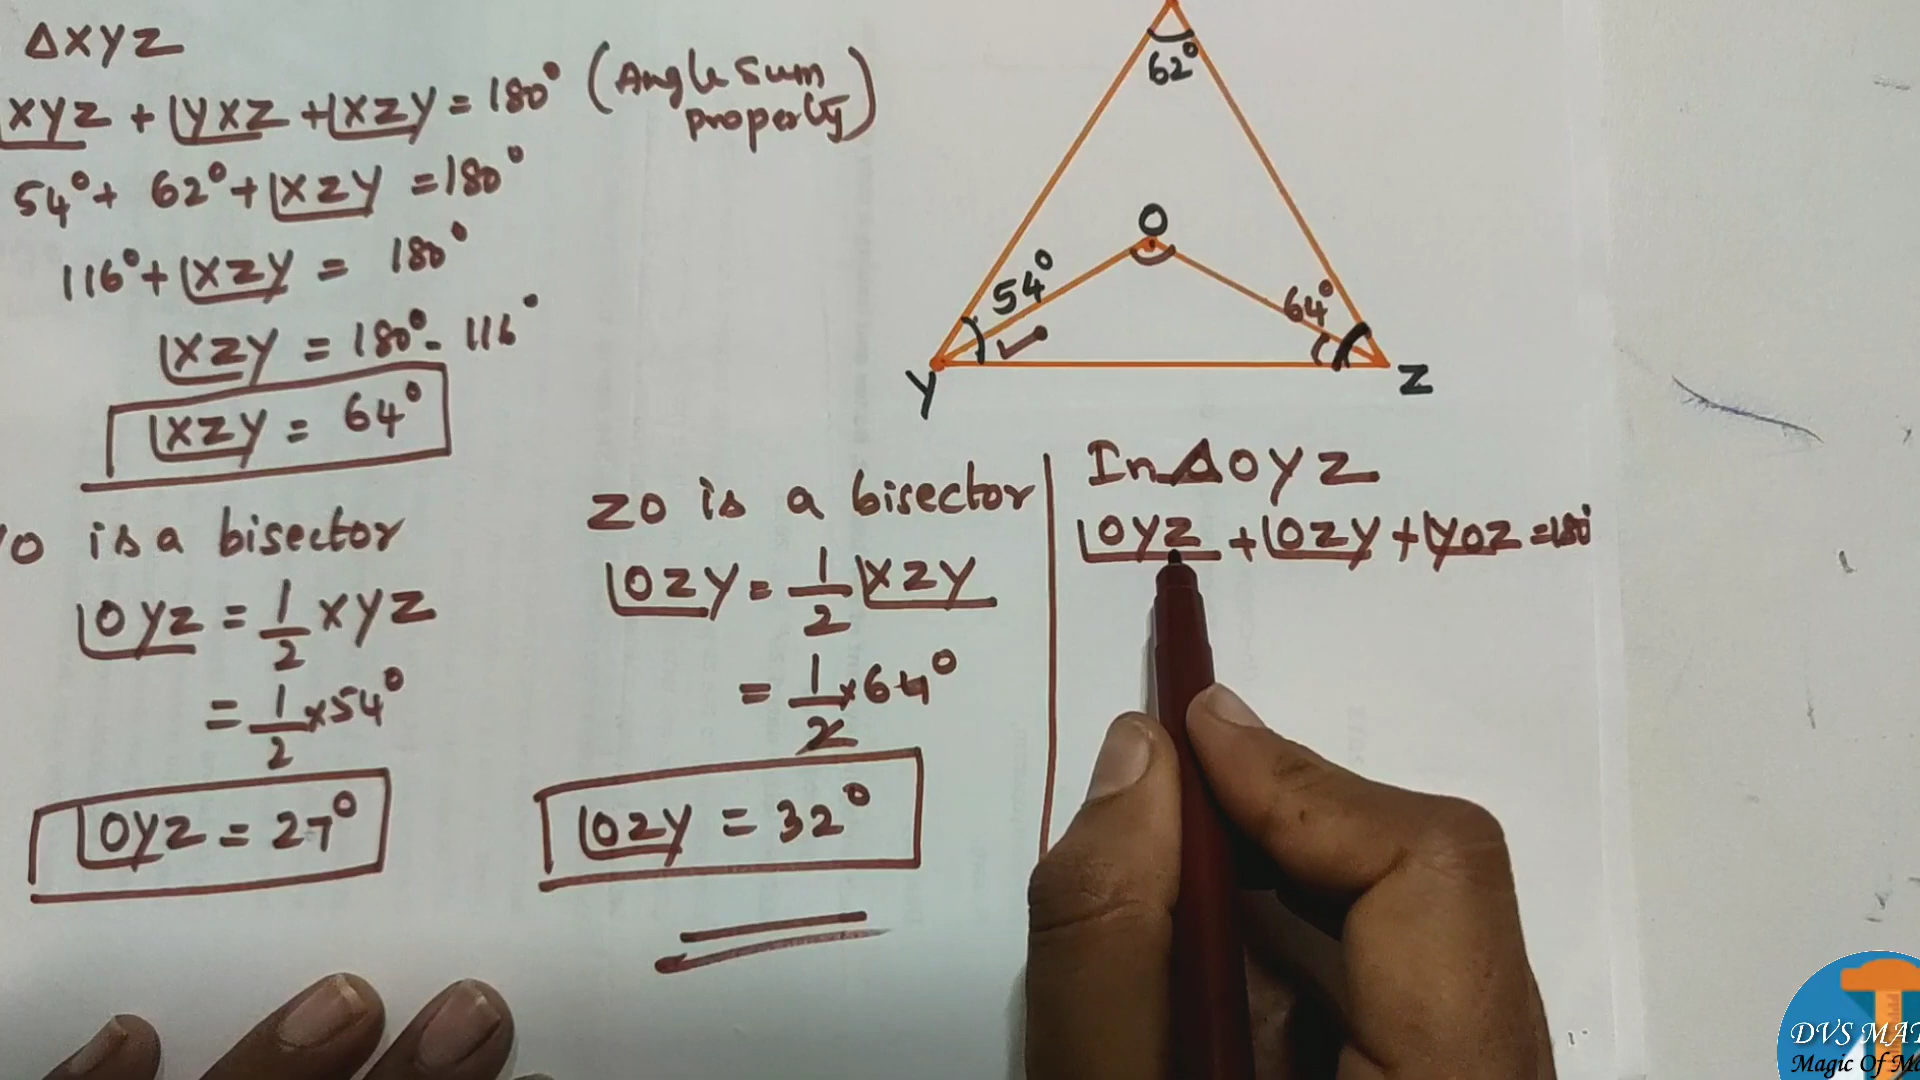 ΔXYZ
∠XYZ + ∠YXZ + ∠XZY = 180° (Angle Sum
property)
54° + 62° + ∠XZY = 180°
116° + ∠XZY = 180°
∠XZY = 180° - 116°
∠XZY = 64°
YO is a bisector
∠OYZ = 1/2 XYZ
= 1/2 × 54°
∠OYZ = 27°
ZO is a bisector
∠OZY = 1/2 ∠XZY
= 1/2 × 64°
∠OZY = 32°
62°
O
54°
64°
Y
Z
In ΔOYZ
∠OYZ + ∠OZY + ∠YOZ = 180°
DVS MAT
Magic Of Ma